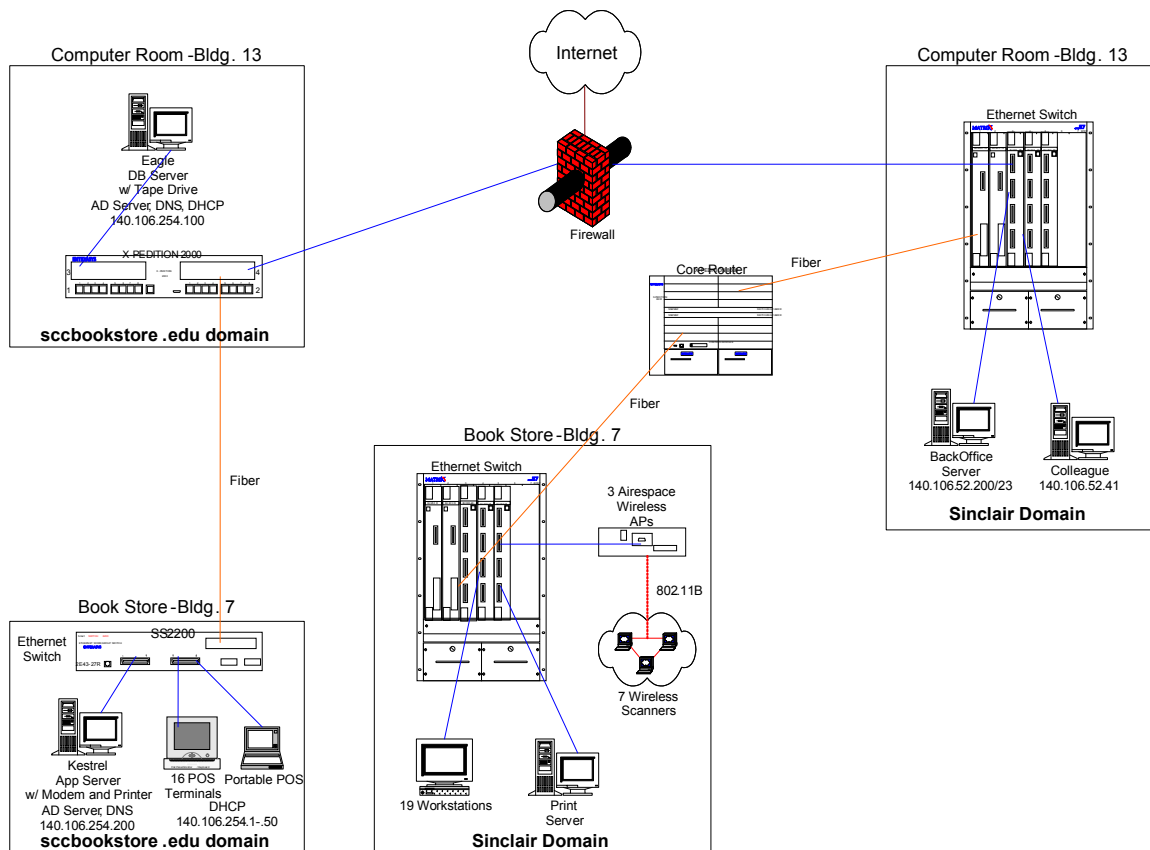 Internet
Firewall
Computer Room -Bldg. 13
Eagle
DB Server
w/ Tape Drive
AD Server, DNS, DHCP
140.106.254.100
X PEDITION 2000
3
4
1
2
sccbookstore .edu domain
Fiber
Book Store -Bldg. 7
Ethernet
Switch
SS2200
2E43-27R
Kestrel
App Server
w/ Modem and Printer
AD Server, DNS
140.106.254.200
16 POS
Terminals
Portable POS
DHCP
140.106.254.1-.50
sccbookstore .edu domain
Core Router
Fiber
Fiber
Book Store -Bldg. 7
Ethernet Switch
3 Airespace
Wireless
APs
802.11B
7 Wireless
Scanners
19 Workstations
Print
Server
Sinclair Domain
Computer Room -Bldg. 13
Ethernet Switch
BackOffice
Server
140.106.52.200/23
Colleague
140.106.52.41
Sinclair Domain